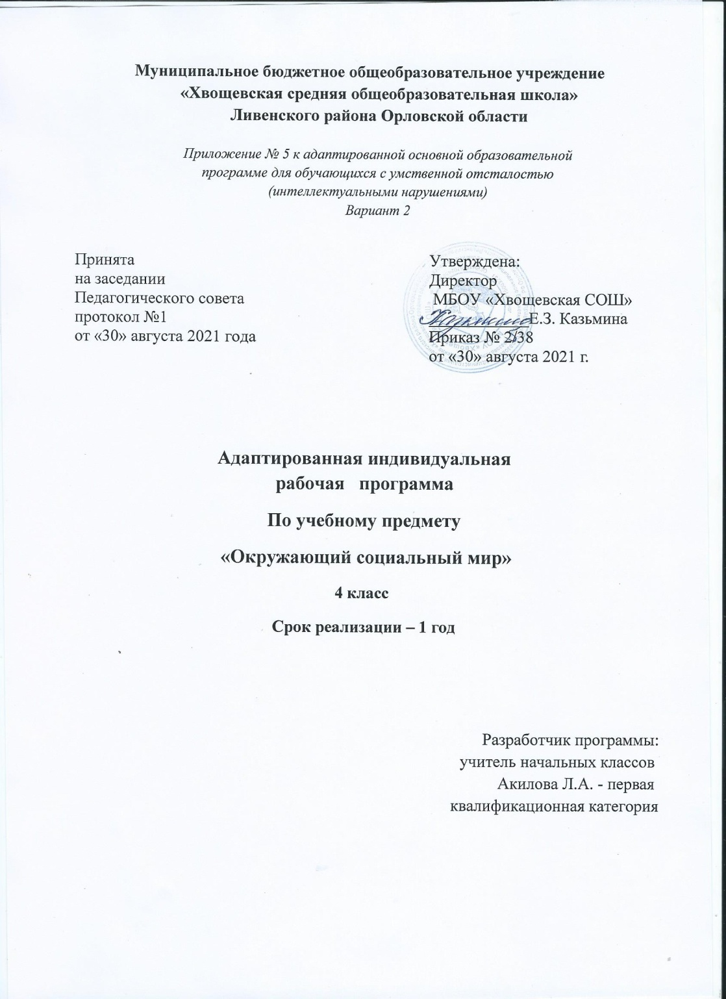 Муниципальное бюджетное общеобразовательное учреждение
«Хвощевская средняя общеобразовательная школа»
Ливенского района Орловской области
Приложение № 5 к адаптированной основной образовательной
программе для обучающихся с умственной отсталостью
(интеллектуальными нарушениями)
Вариант 2
Принята
на заседании
Педагогического совета
протокол №1
от «30» августа 2021 года
Утверждена:
Директор
МБОУ «Хвощевская СОШ»
Е.З. Казьмина
Приказ № 2/38
от «30» августа 2021 г.
Адаптированная индивидуальная
рабочая программа
По учебному предмету
«Окружающий социальный мир»
4 класс
Срок реализации – 1 год
Разработчик программы:
учитель начальных классов
Акилова Л.А. - первая
квалификационная категория